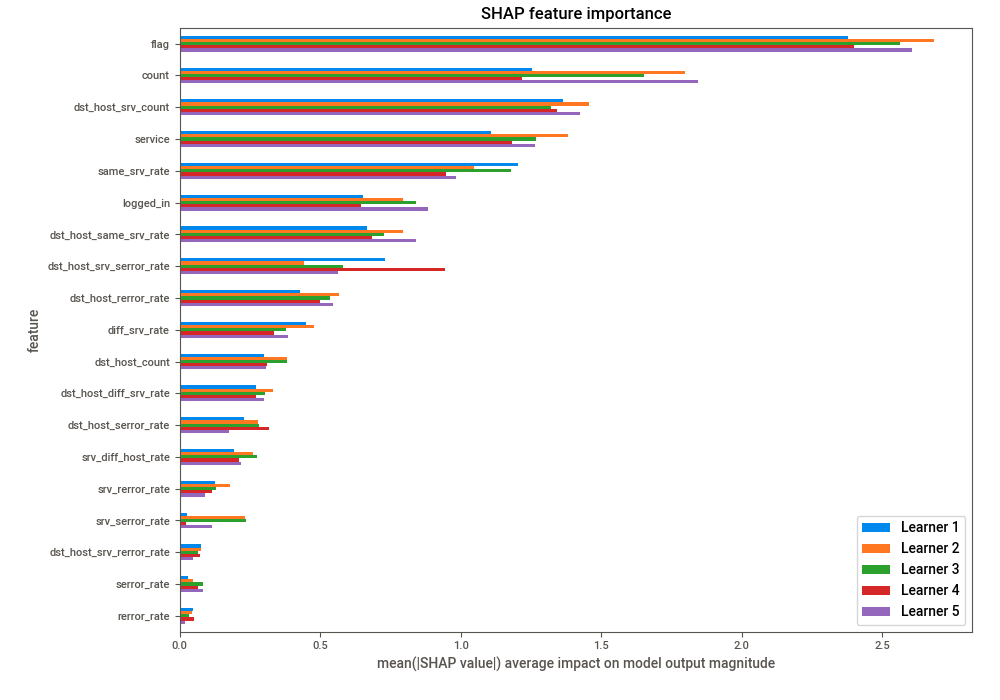 SHAP feature importance
flag
count
dst_host_srv_count
service
same_srv_rate
logged_in
dst_host_same_srv_rate
dst_host_srv_serror_rate
dst_host_rerror_rate
diff_srv_rate
dst_host_count
dst_host_diff_srv_rate
dst_host_serror_rate
srv_diff_host_rate
srv_rerror_rate
srv_serror_rate
dst_host_srv_rerror_rate
serror_rate
rerror_rate
feature
Learner 1
Learner 2
Learner 3
Learner 4
Learner 5
0.0 0.5 1.0 1.5 2.0 2.5
mean(|SHAP value|) average impact on model output magnitude